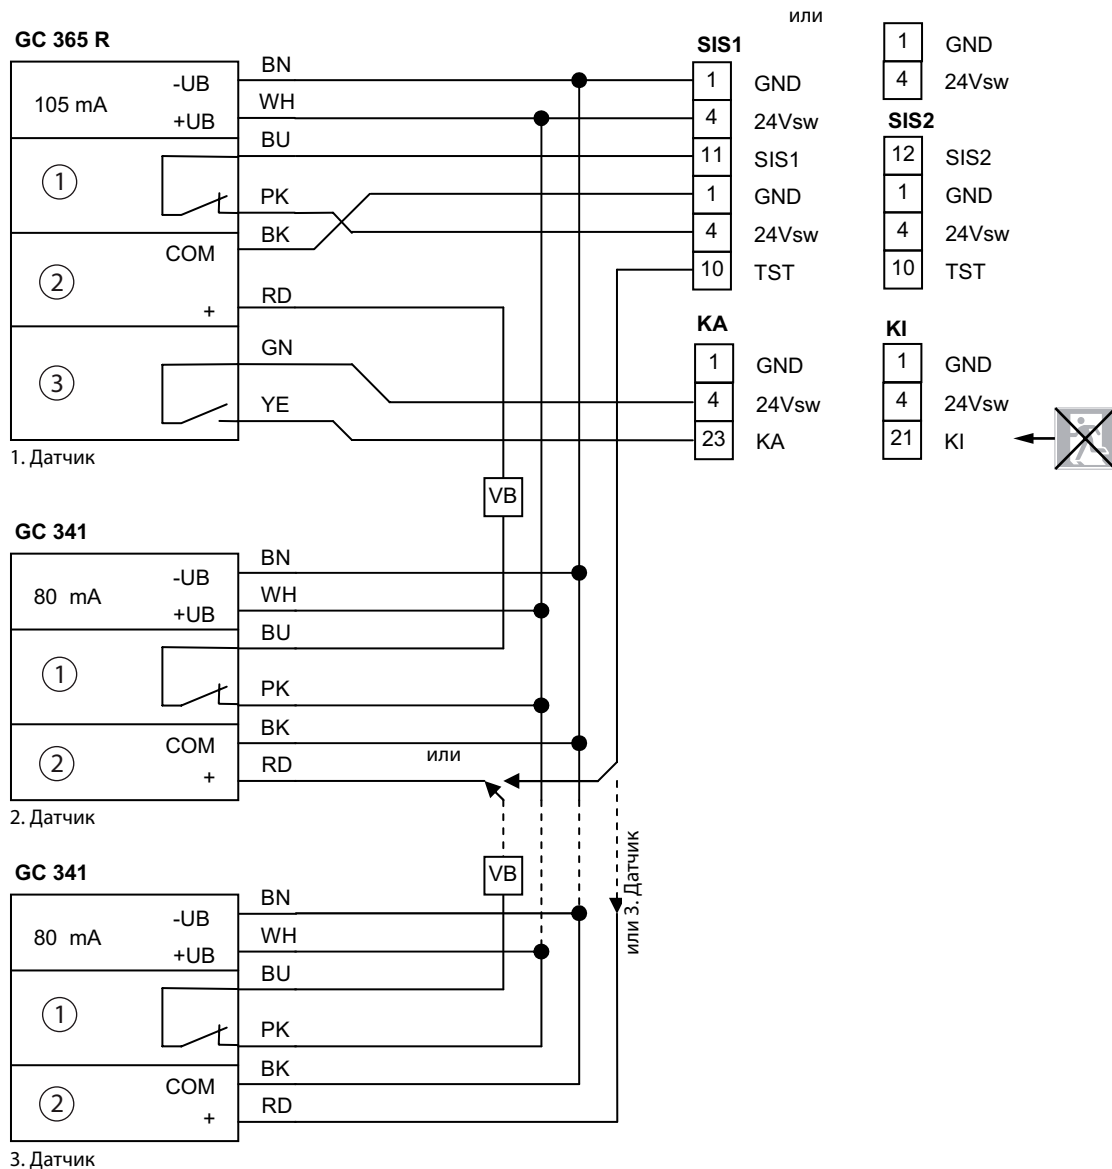 или
GC 365 R
105 mA
-UB
+UB
1
2
COM
+
3
BN
WH
BU
PK
BK
RD
GN
YE
1. Датчик
SIS1
1 GND
4 24Vsw
11 SIS1
1 GND
4 24Vsw
10 TST
KA
1 GND
4 24Vsw
23 KA
1 GND
4 24Vsw
SIS2
12 SIS2
1 GND
4 24Vsw
10 TST
KI
1 GND
4 24Vsw
21 KI
VB
GC 341
80 mA
-UB
+UB
1
2
COM
+
BN
WH
BU
PK
BK
RD
или
2. Датчик
VB
или 3. Датчик
GC 341
80 mA
-UB
+UB
1
2
COM
+
BN
WH
BU
PK
BK
RD
3. Датчик